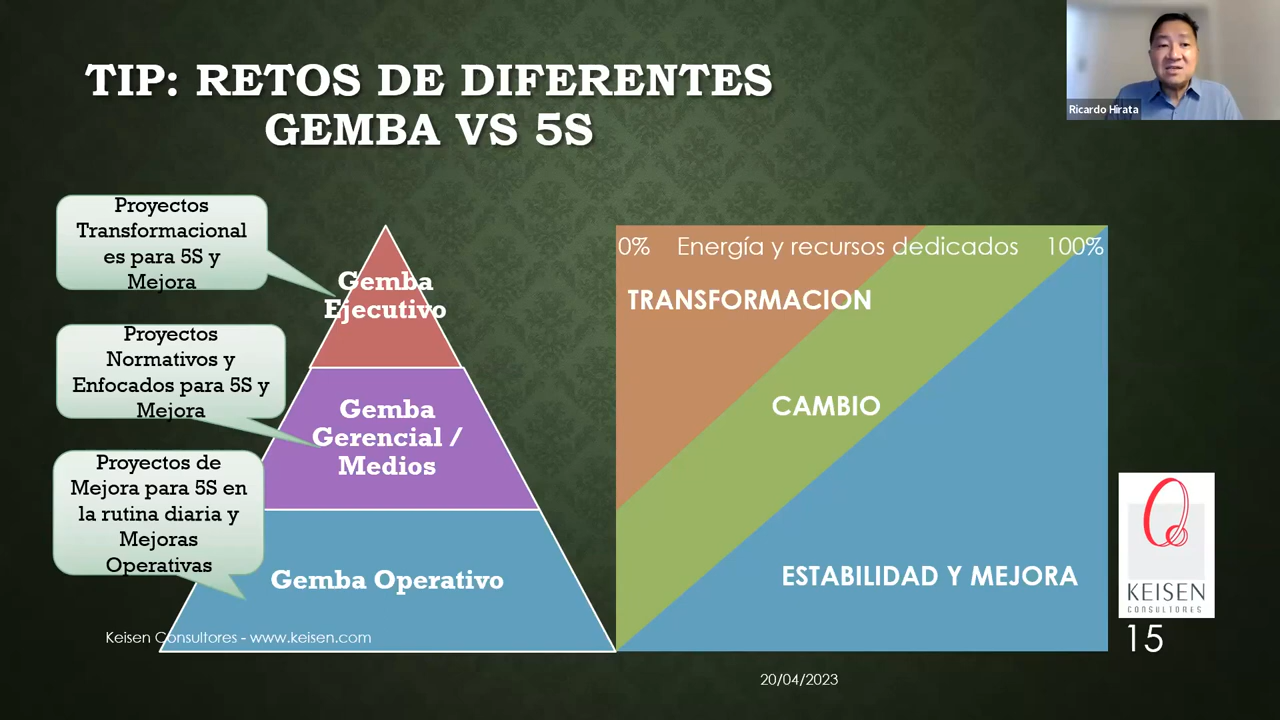 TIP: RETOS DE DIFERENTES
GEMBA VS 5S
Ricardo Hirata
Proyectos
Transformacional
es para 5S y
Mejora
Gemba
Ejecutivo
Proyectos
Normativos y
Enfocados para 5S y
Mejora
Gemba
Gerencial /
Medios
Proyectos de
Mejora para 5S en
la rutina diaria y
Mejoras
Operativas
Gemba Operativo
0% Energía y recursos dedicados 100%
TRANSFORMACION
CAMBIO
ESTABILIDAD Y MEJORA
KEISEN
CONSULTORES
Keisen Consultores - www.keisen.com
15
20/04/2023